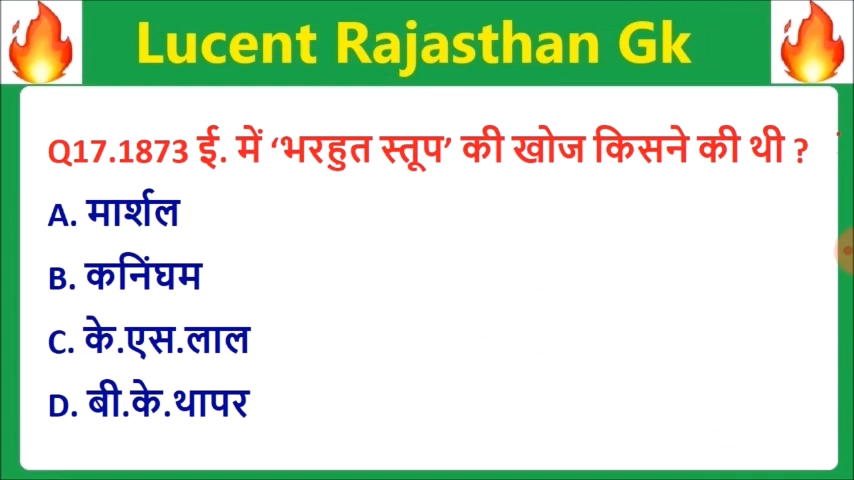 Lucent Rajasthan Gk
Q17.1873 ई. में ‘भरहुत स्तूप’ की खोज किसने की थी ?
A. मार्शल
B. कनिंघम
C. के.एस.लाल
D. बी.के.थापर